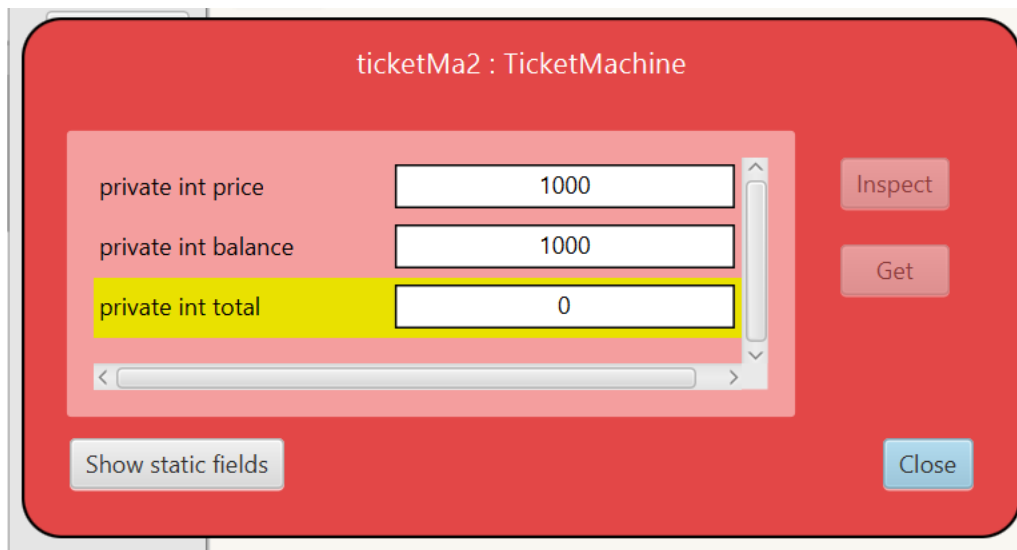 ticketMa2 : TicketMachine
private int price 1000
Inspect
private int balance 1000
Get
private int total 0
Show static fields
Close